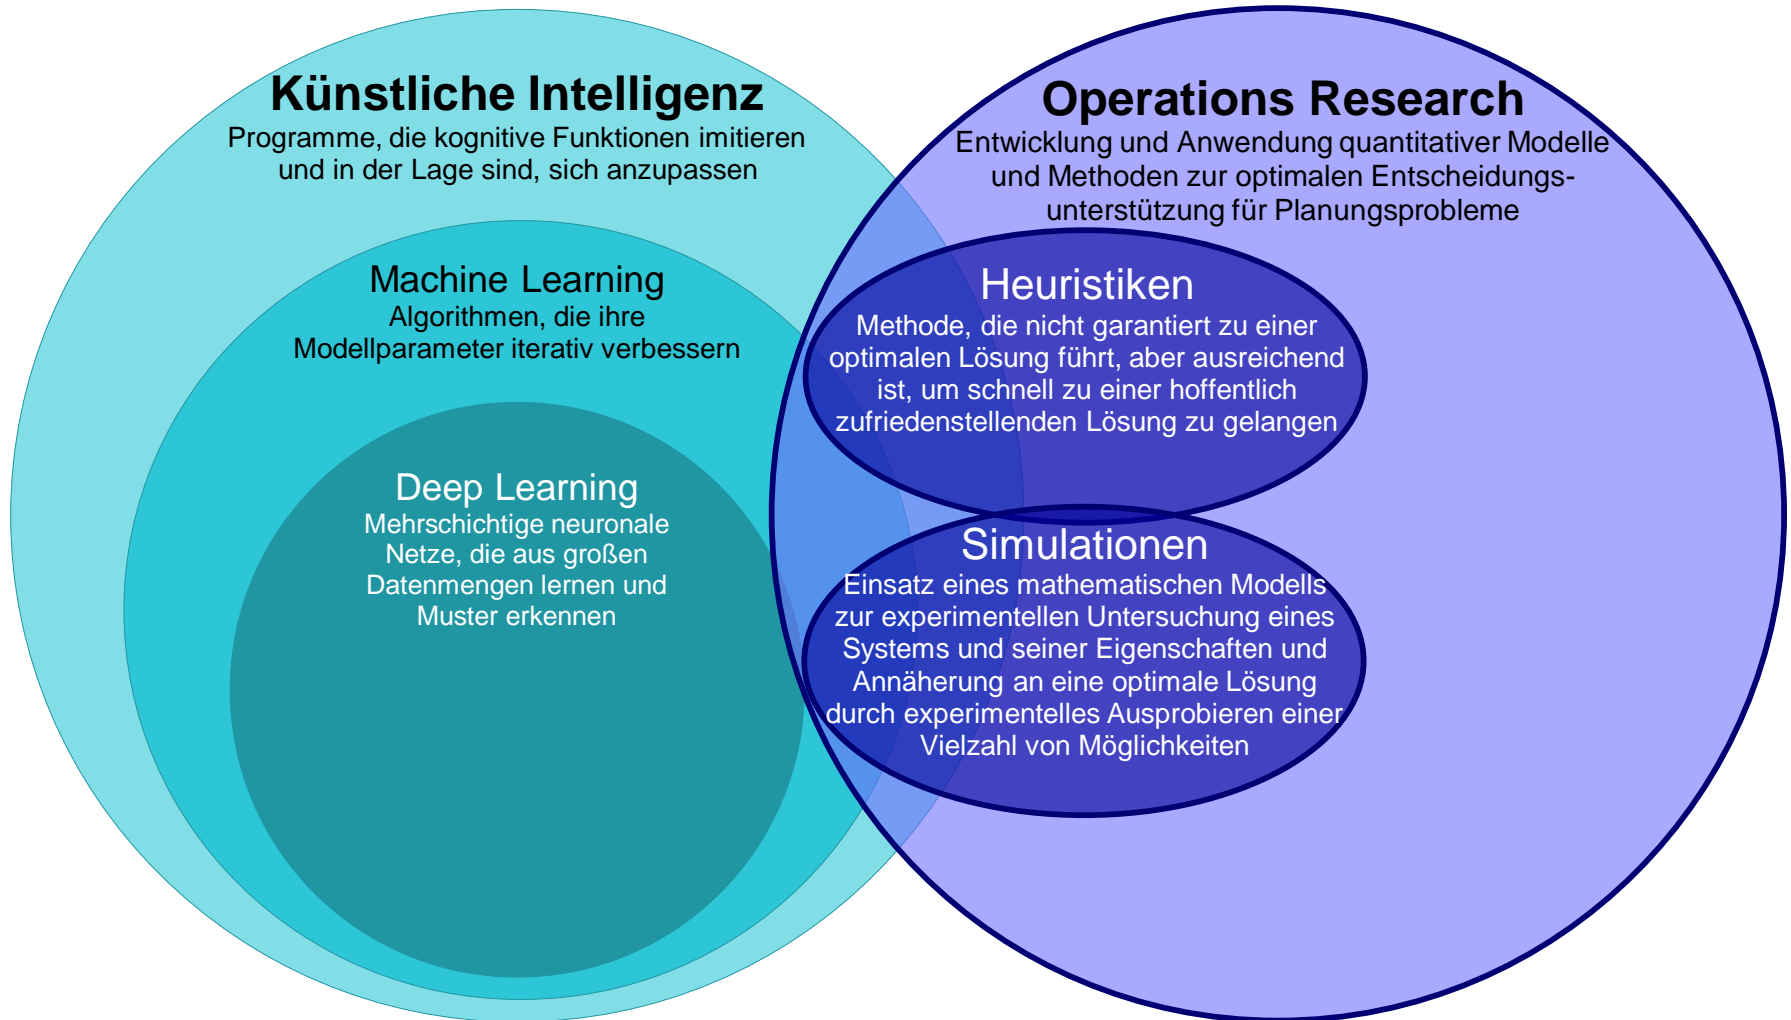 Künstliche Intelligenz
Programme, die kognitive Funktionen imitieren
und in der Lage sind, sich anzupassen
Machine Learning
Algorithmen, die ihre
Modellparameter iterativ verbessern
Deep Learning
Mehrschichtige neuronale
Netze, die aus großen
Datenmengen lernen und
Muster erkennen
Operations Research
Entwicklung und Anwendung quantitativer Modelle
und Methoden zur optimalen Entscheidungs-
unterstützung für Planungsprobleme
Heuristiken
Methode, die nicht garantiert zu einer
optimalen Lösung führt, aber ausreichend
ist, um schnell zu einer hoffentlich
zufriedenstellenden Lösung zu gelangen
Simulationen
Einsatz eines mathematischen Modells
zur experimentellen Untersuchung eines
Systems und seiner Eigenschaften und
Annäherung an eine optimale Lösung
durch experimentelles Ausprobieren einer
Vielzahl von Möglichkeiten